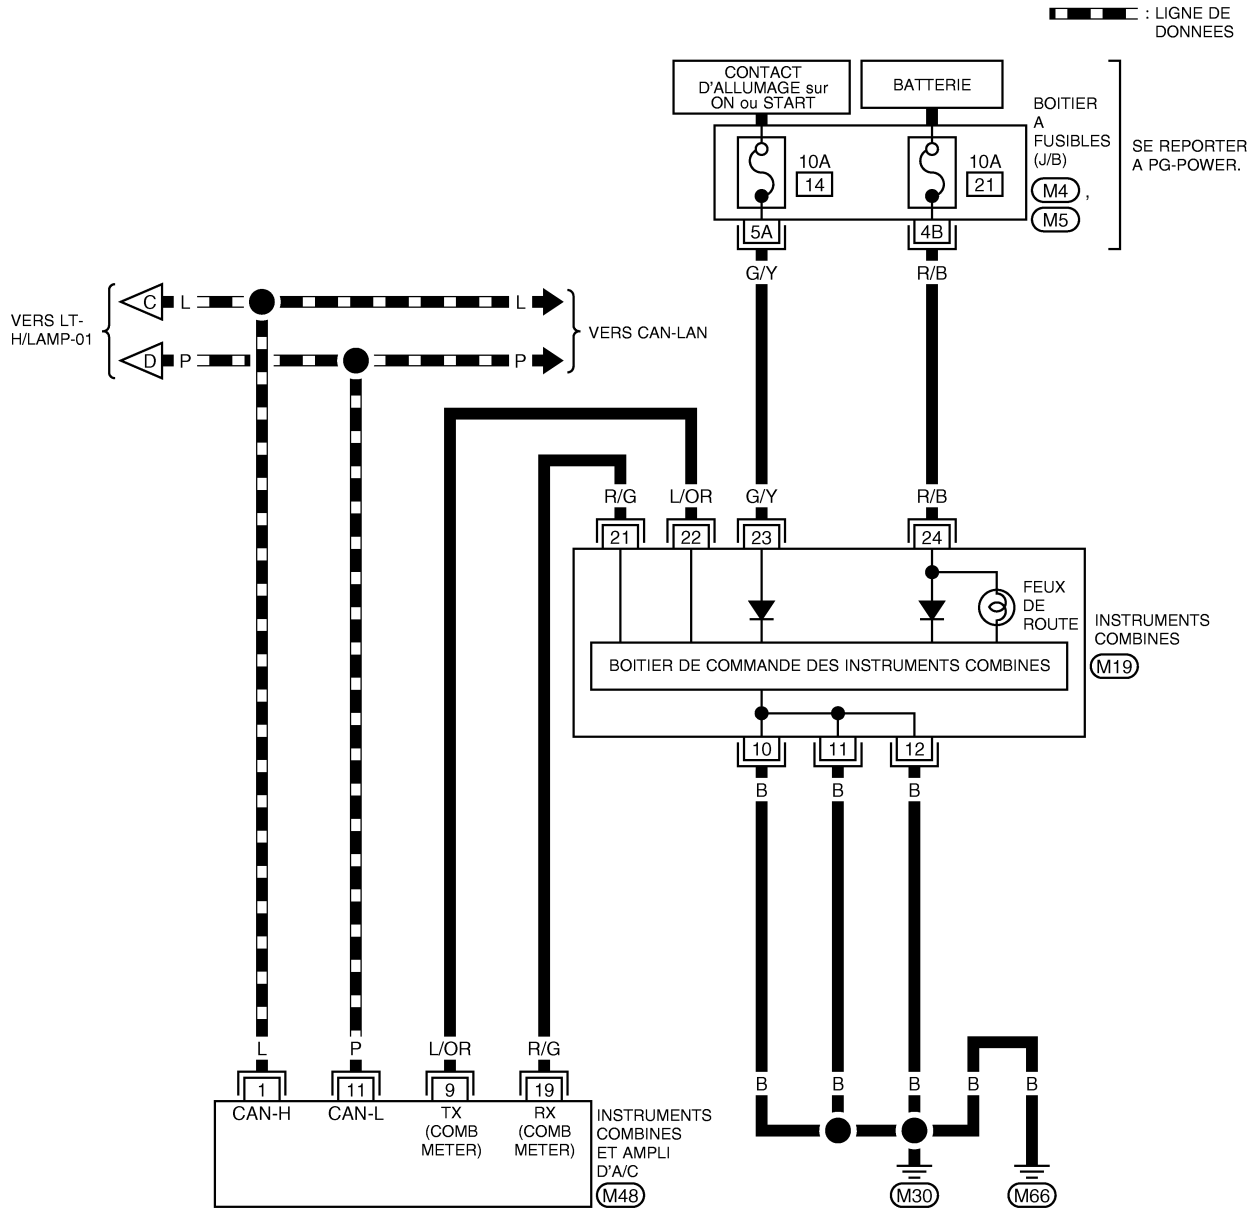 : LIGNE DE
DONNEES
CONTACT
D'ALLUMAGE sur
ON ou START
BATTERIE
BOITIER
A
FUSIBLES
(J/B)
M4 ,
M5
SE REPORTER
A PG-POWER.
10A
14
10A
21
5A
4B
G/Y
R/B
VERS LT-
H/LAMP-01
C
L
L
D
P
P
VERS CAN-LAN
R/G
L/OR
G/Y
R/B
21
22
23
24
FEUX
DE
ROUTE
BOITIER DE COMMANDE DES INSTRUMENTS COMBINES
INSTRUMENTS
COMBINES
M19
10
11
12
B
B
B
L
P
L/OR
R/G
1
11
9
19
CAN-H
CAN-L
TX
(COMB
METER)
RX
(COMB
METER)
INSTRUMENTS
COMBINES
ET AMPLI
D'A/C
M48
B
B
B
B
B
M30
M66